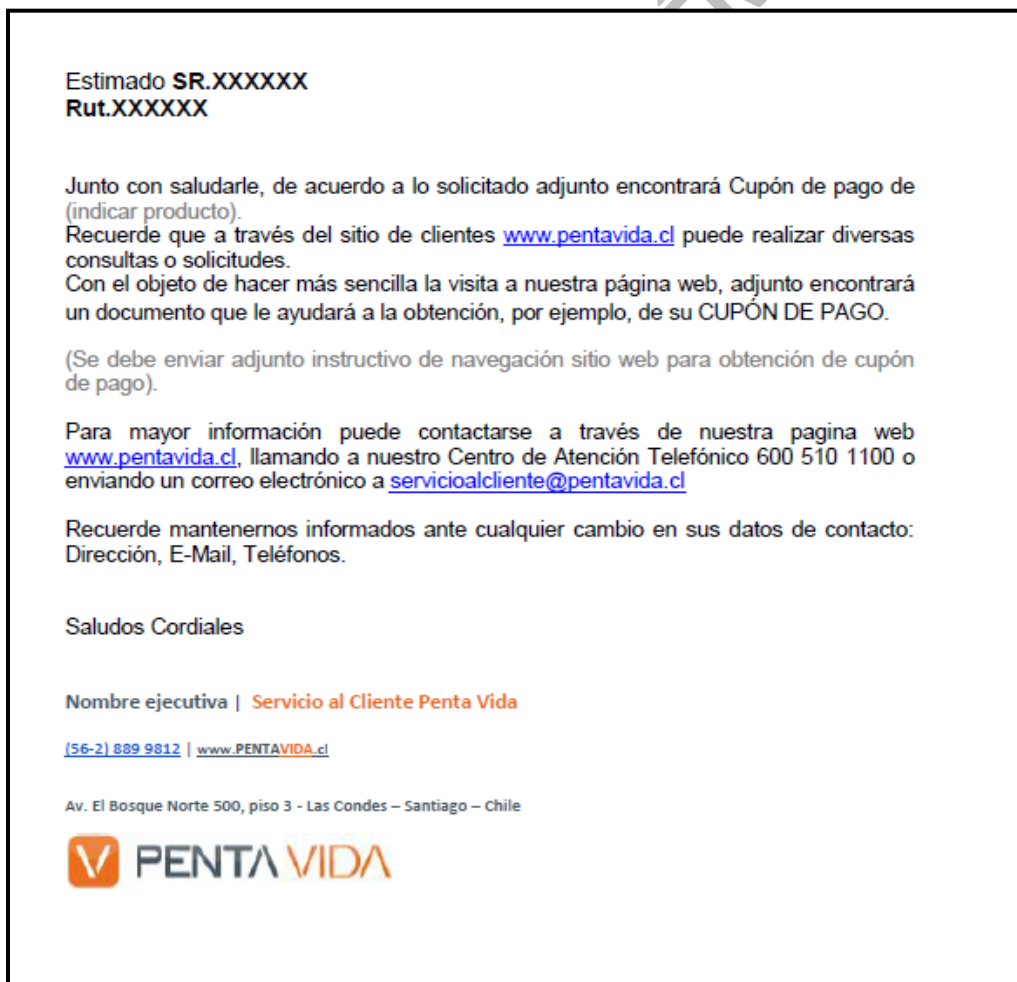 Estimado SR.XXXXXX
Rut.XXXXXX
Junto con saludarle, de acuerdo a lo solicitado adjunto encontrará Cupón de pago de
(indicar producto).
Recuerde que a través del sitio de clientes www.pentavida.cl puede realizar diversas
consultas o solicitudes.
Con el objeto de hacer más sencilla la visita a nuestra página web, adjunto encontrará
un documento que le ayudará a la obtención, por ejemplo, de su CUPÓN DE PAGO.
(Se debe enviar adjunto instructivo de navegación sitio web para obtención de cupón
de pago).
Para mayor información puede contactarse a través de nuestra pagina web
www.pentavida.cl, llamando a nuestro Centro de Atención Telefónico 600 510 1100 o
enviando un correo electrónico a servicioalcliente@pentavida.cl
Recuerde mantenernos informados ante cualquier cambio en sus datos de contacto:
Dirección, E-Mail, Teléfonos.
Saludos Cordiales
Nombre ejecutiva | Servicio al Cliente Penta Vida
(56-2) 889 9812 | www.PENTAVIDA.cl
Av. El Bosque Norte 500, piso 3 - Las Condes – Santiago – Chile
PENTA VIDA